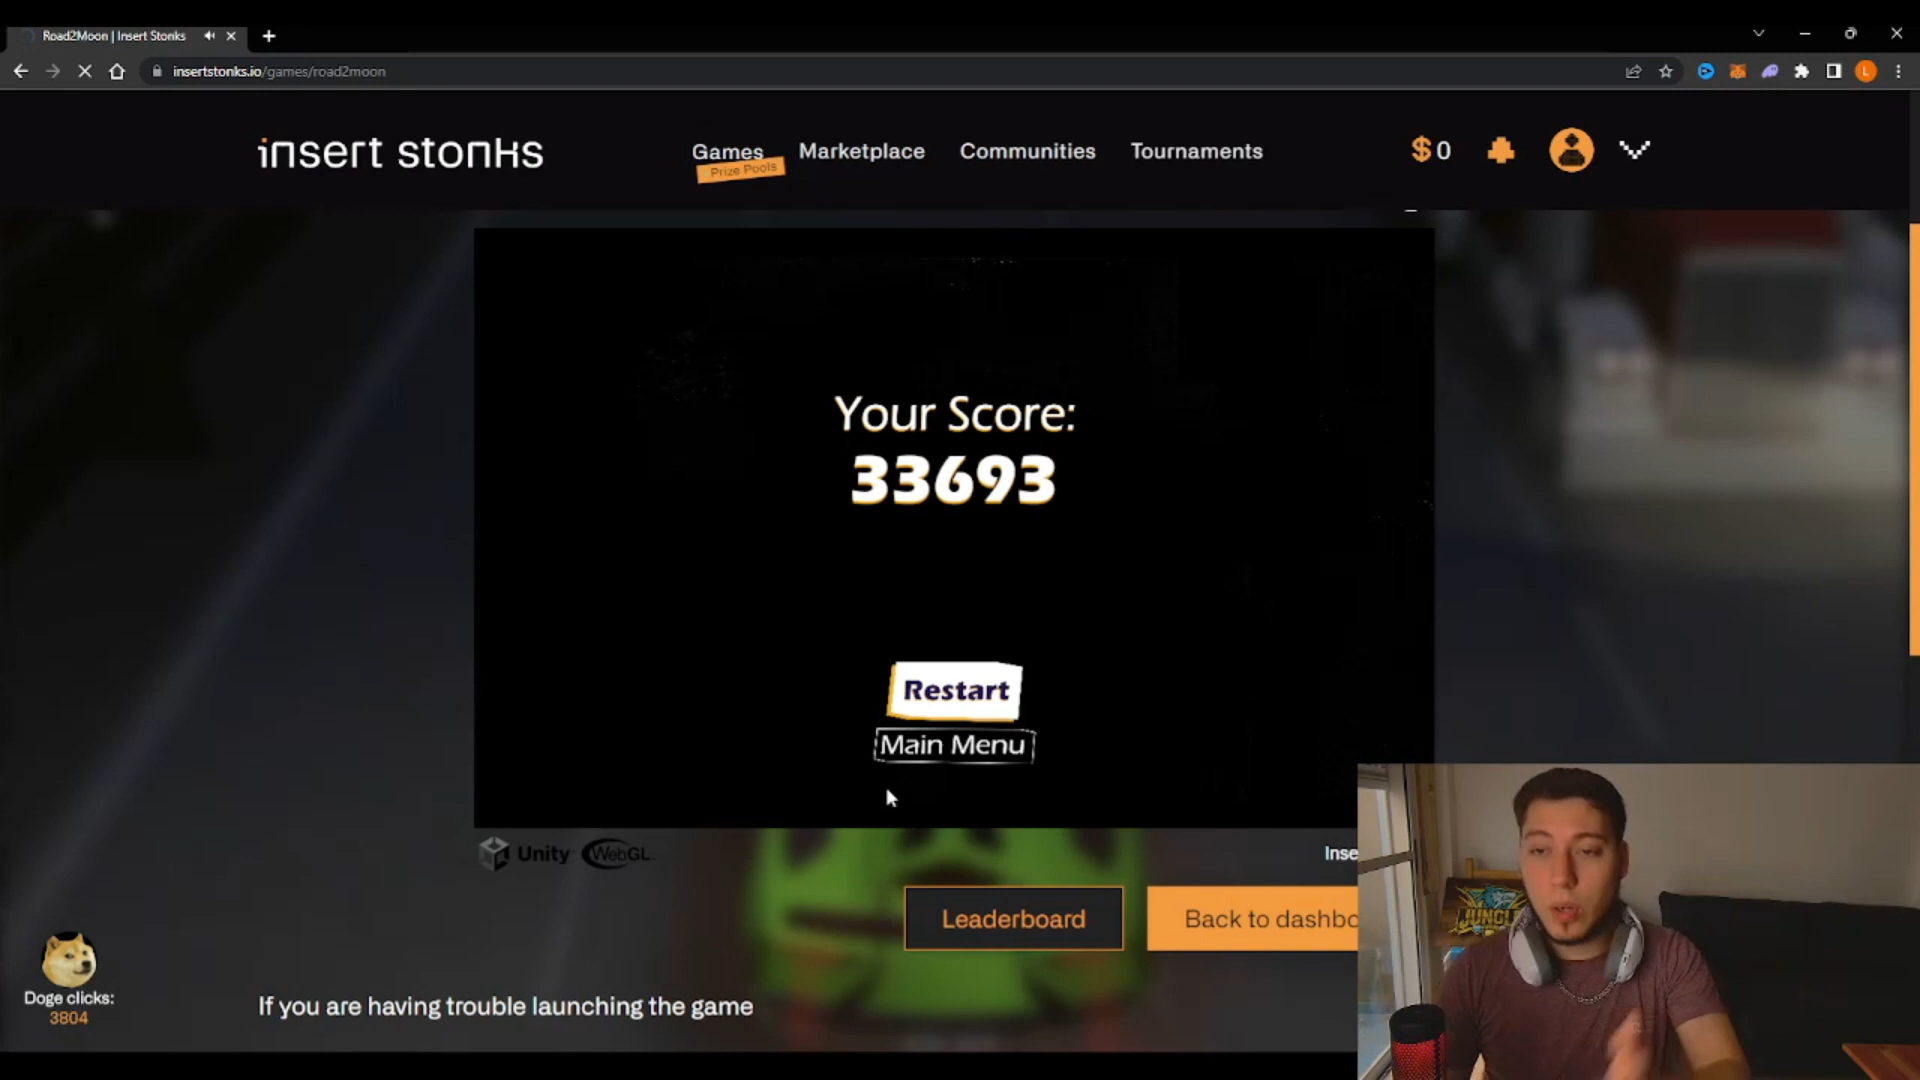 Road2Moon | Insert Stonks
insertstonks.io/games/road2moon
L
insert stonks
Games
Prize Pools
Marketplace
Communities
Tournaments
$0
Your Score:
33693
Restart
Main Menu
Unity
WebGL
Inse
Leaderboard
Back to dashbo
Doge clicks:
3804
If you are having trouble launching the game
JUNGLE